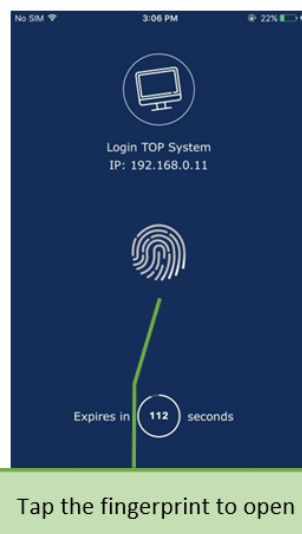 No SIM 3:06 PM 22%
Login TOP System
IP: 192.168.0.11
Expires in 112 seconds
Tap the fingerprint to open